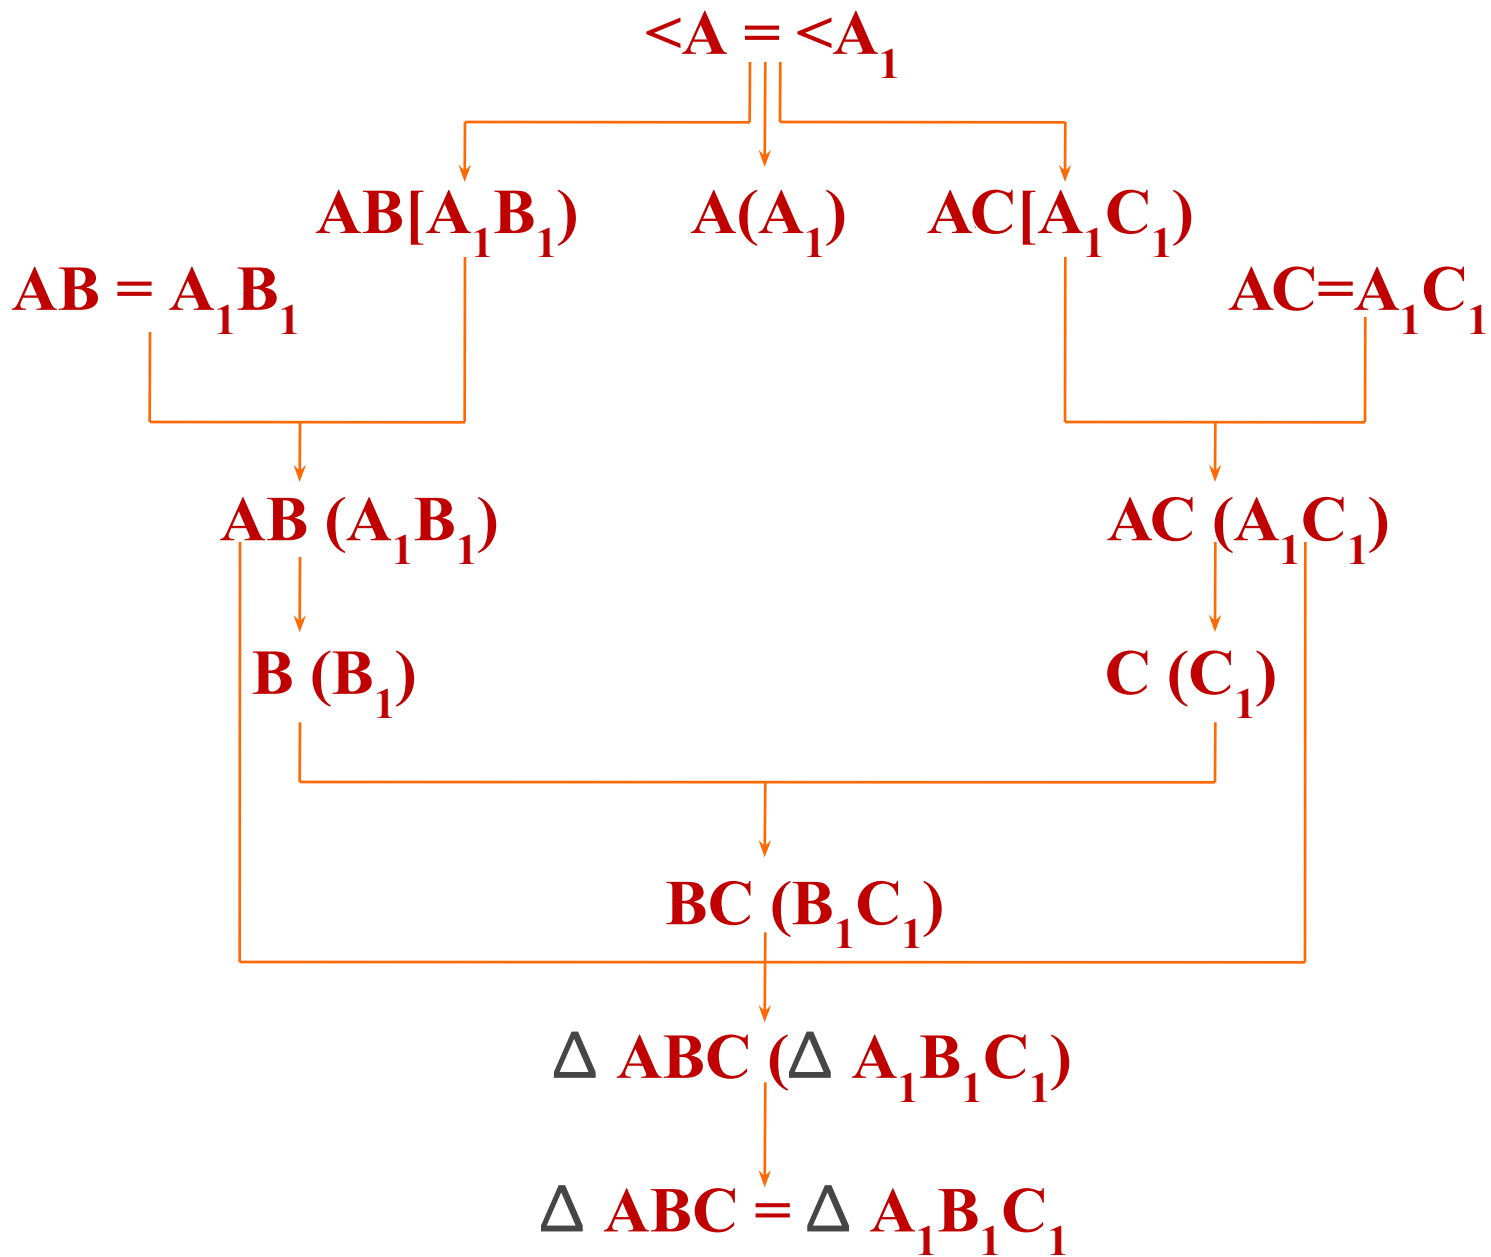 <A = <A₁
AB[A₁B₁) A(A₁) AC[A₁C₁)
AB = A₁B₁ AC=A₁C₁
AB (A₁B₁) AC (A₁C₁)
B (B₁) C (C₁)
BC (B₁C₁)
Δ ABC (Δ A₁B₁C₁)
Δ ABC = Δ A₁B₁C₁